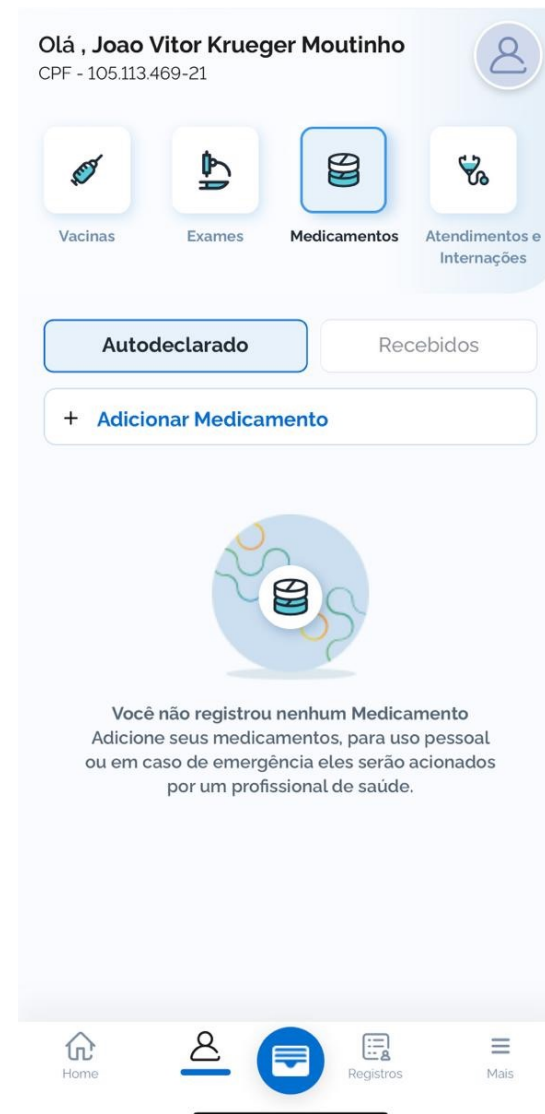 Olá , Joao Vitor Krueger Moutinho
CPF - 105.113.469-21
Vacinas
Exames
Medicamentos
Atendimentos e
Internações
Autodeclarado
Recebidos
+ Adicionar Medicamento
Você não registrou nenhum Medicamento
Adicione seus medicamentos, para uso pessoal
ou em caso de emergência eles serão acionados
por um profissional de saúde.
Home
Registros
Mais